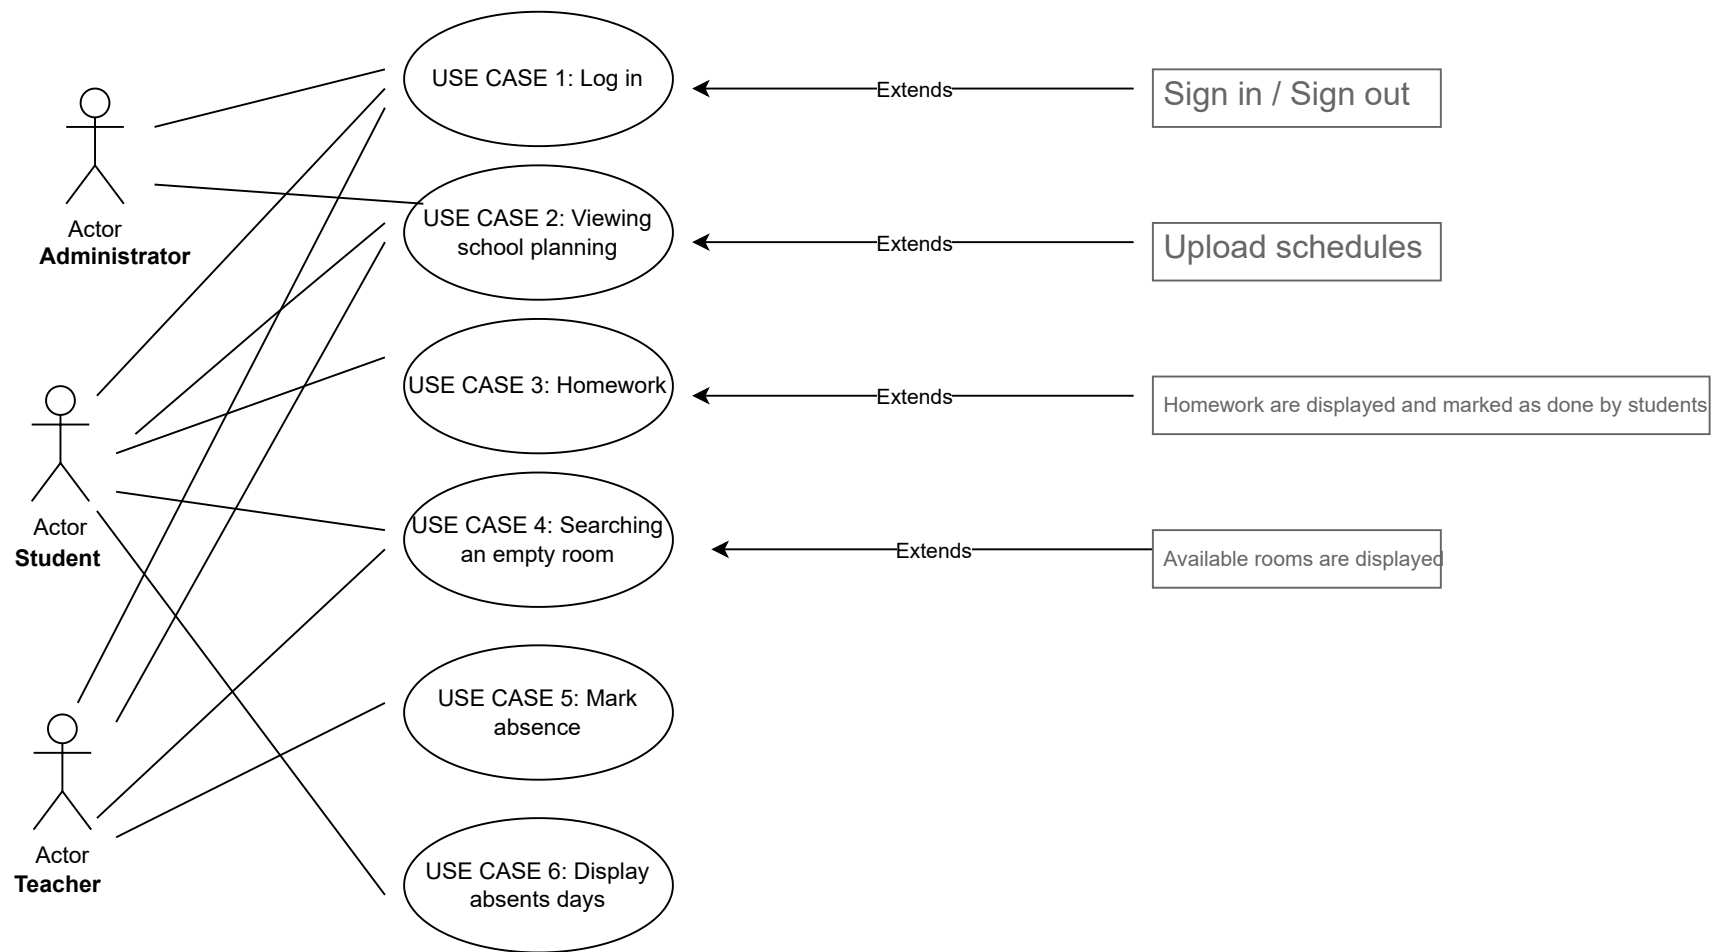 USE CASE 1: Log in
Extends
Sign in / Sign out
Actor
Administrator
USE CASE 2: Viewing
school planning
Extends
Upload schedules
USE CASE 3: Homework
Extends
Homework are displayed and marked as done by students
Actor
Student
USE CASE 4: Searching
an empty room
Extends
Available rooms are displayed
USE CASE 5: Mark
absence
Actor
Teacher
USE CASE 6: Display
absents days